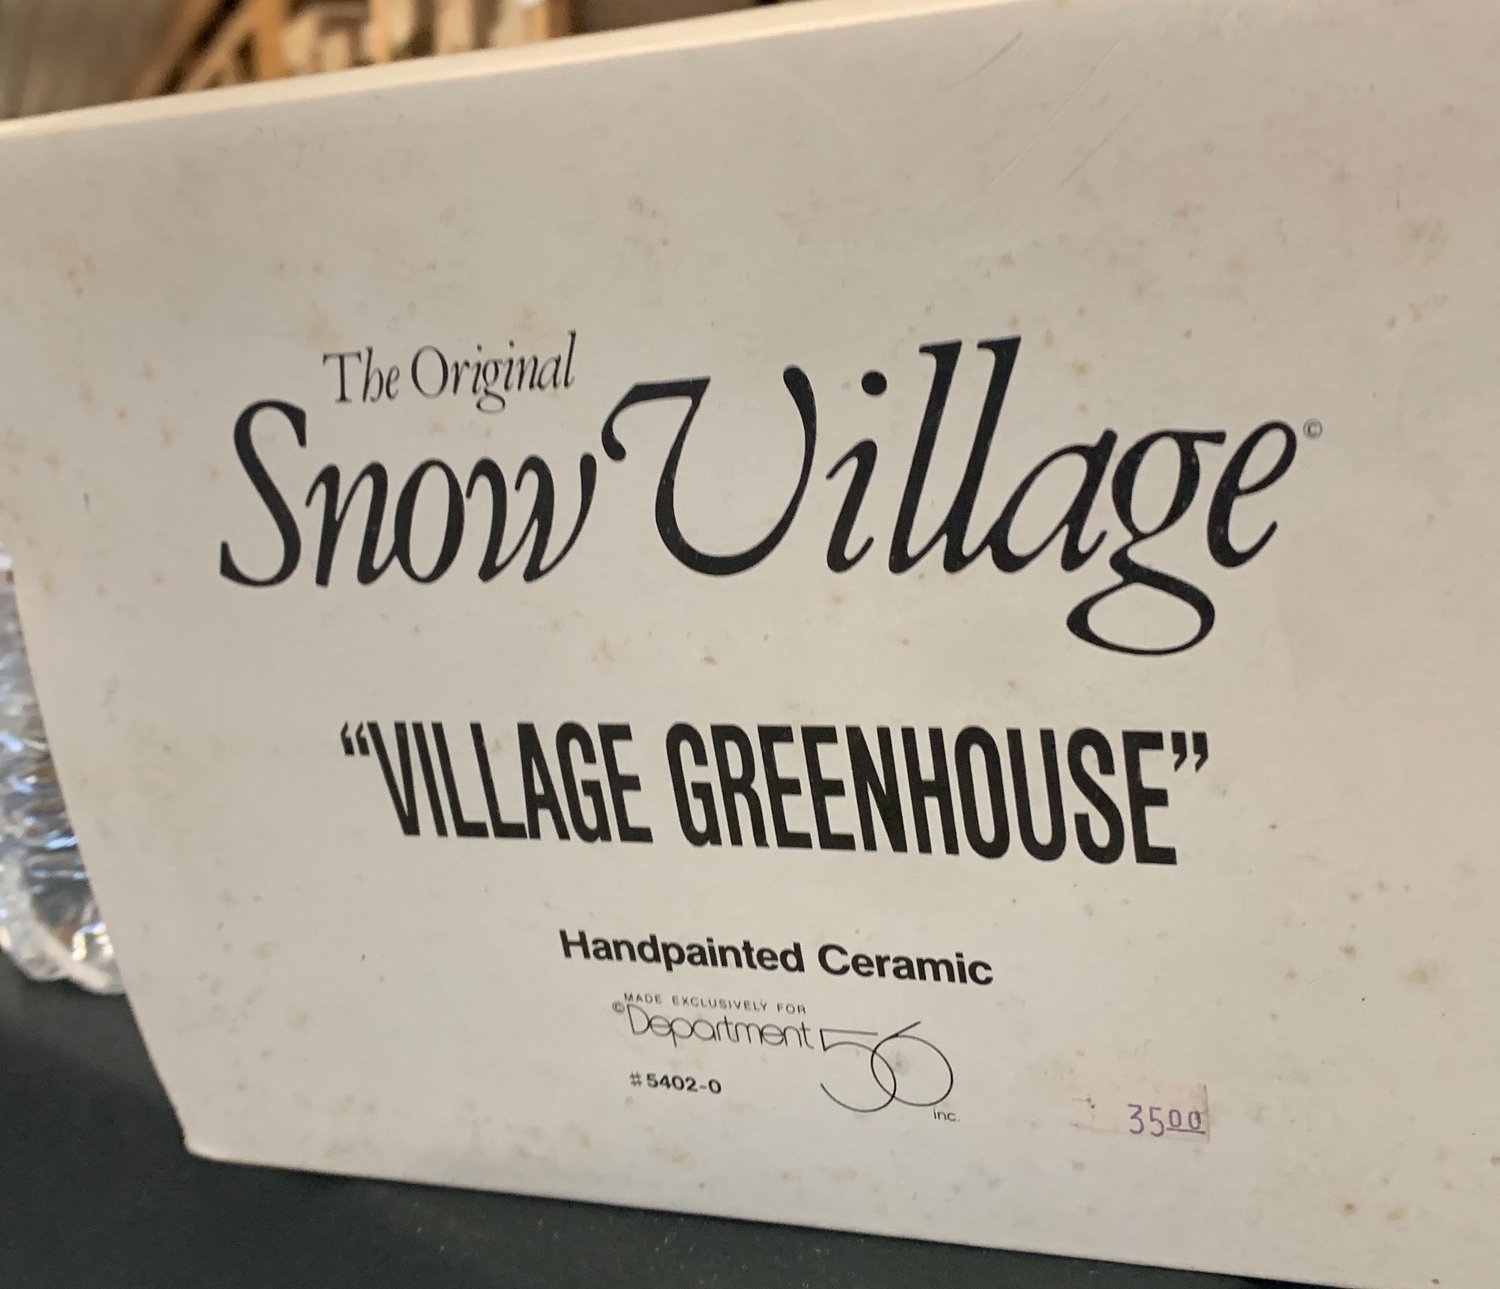 The Original
Snow Village©
“VILLAGE GREENHOUSE”
Handpainted Ceramic
MADE EXCLUSIVELY FOR
©Department 56 inc.
#5402-0
3500